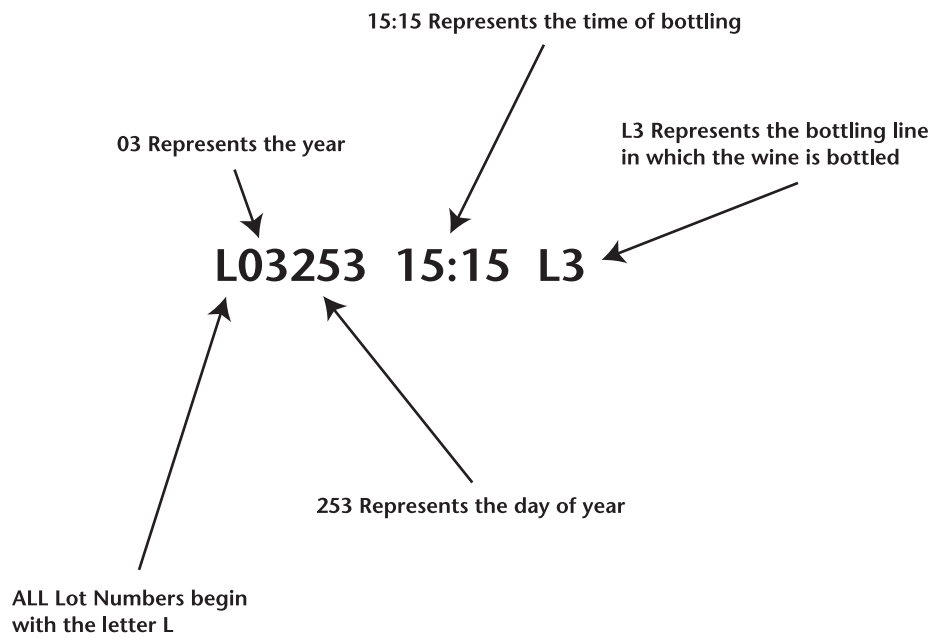 15:15 Represents the time of bottling
03 Represents the year
L3 Represents the bottling line
in which the wine is bottled
L03253 15:15 L3
253 Represents the day of year
ALL Lot Numbers begin
with the letter L